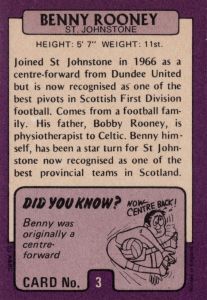 BENNY ROONEY
ST. JOHNSTONE
HEIGHT: 5' 7" WEIGHT: 11st.
Joined St Johnstone in 1966 as a
centre-forward from Dundee United
but is now recognised as one of the
best pivots in Scottish First Division
football. Comes from a football fam-
ily. His father, Bobby Rooney, is
physiotherapist to Celtic. Benny him-
self, has been a star turn for St John-
stone now recognised as one of the
best provincial teams in Scotland.
DID YOU KNOW?
Benny was
originally a
centre-
forward
NOW-
CENTRE BACK!
CARD No. 3